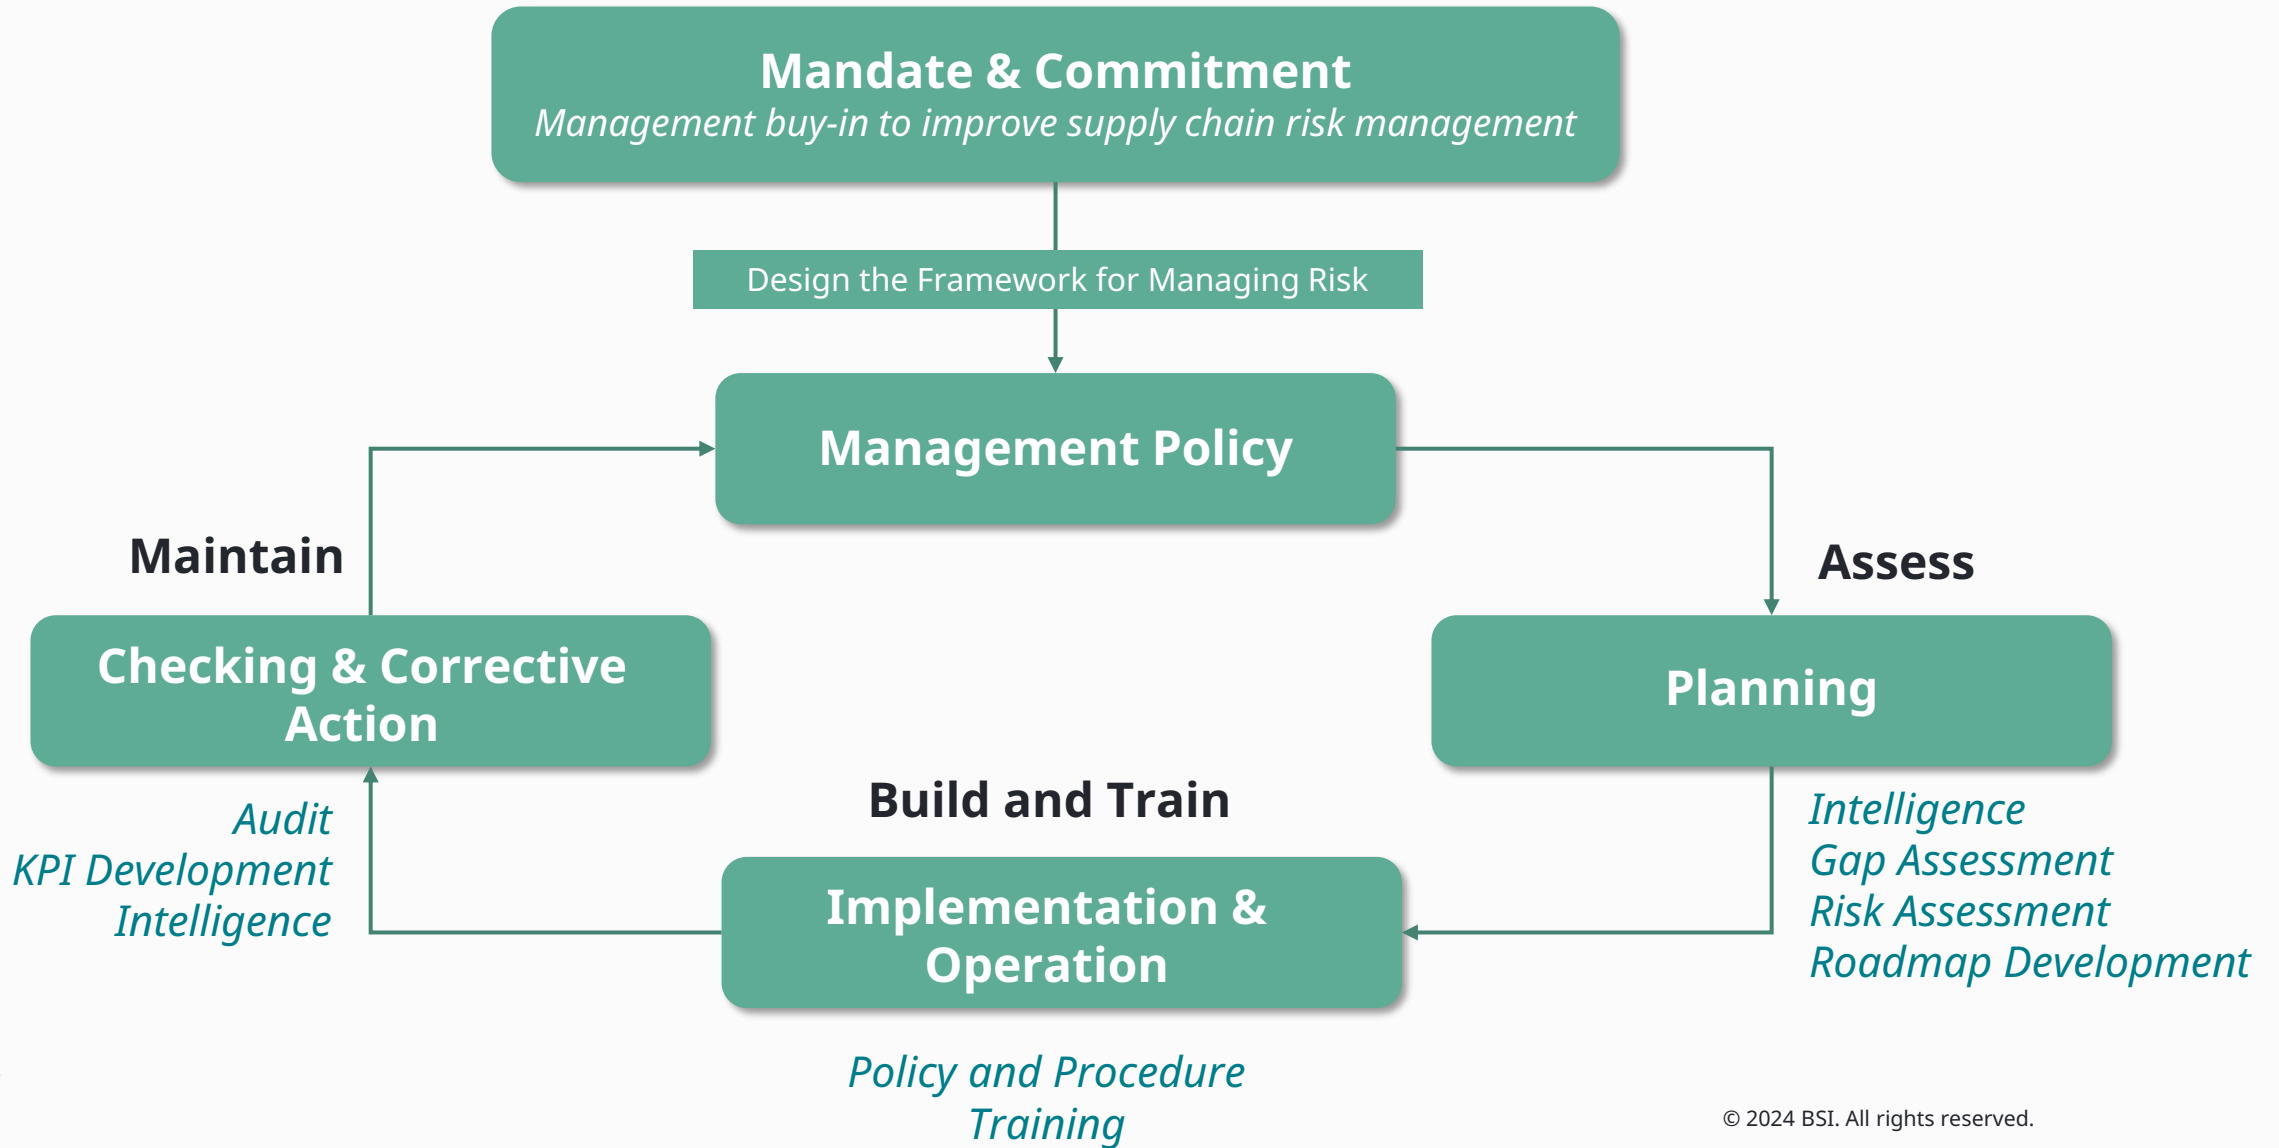 Mandate & Commitment
Management buy-in to improve supply chain risk management
Design the Framework for Managing Risk
Management Policy
Maintain
Assess
Checking & Corrective
Action
Planning
Build and Train
Audit
KPI Development
Intelligence
Intelligence
Gap Assessment
Risk Assessment
Roadmap Development
Implementation &
Operation
Policy and Procedure
Training
© 2024 BSI. All rights reserved.